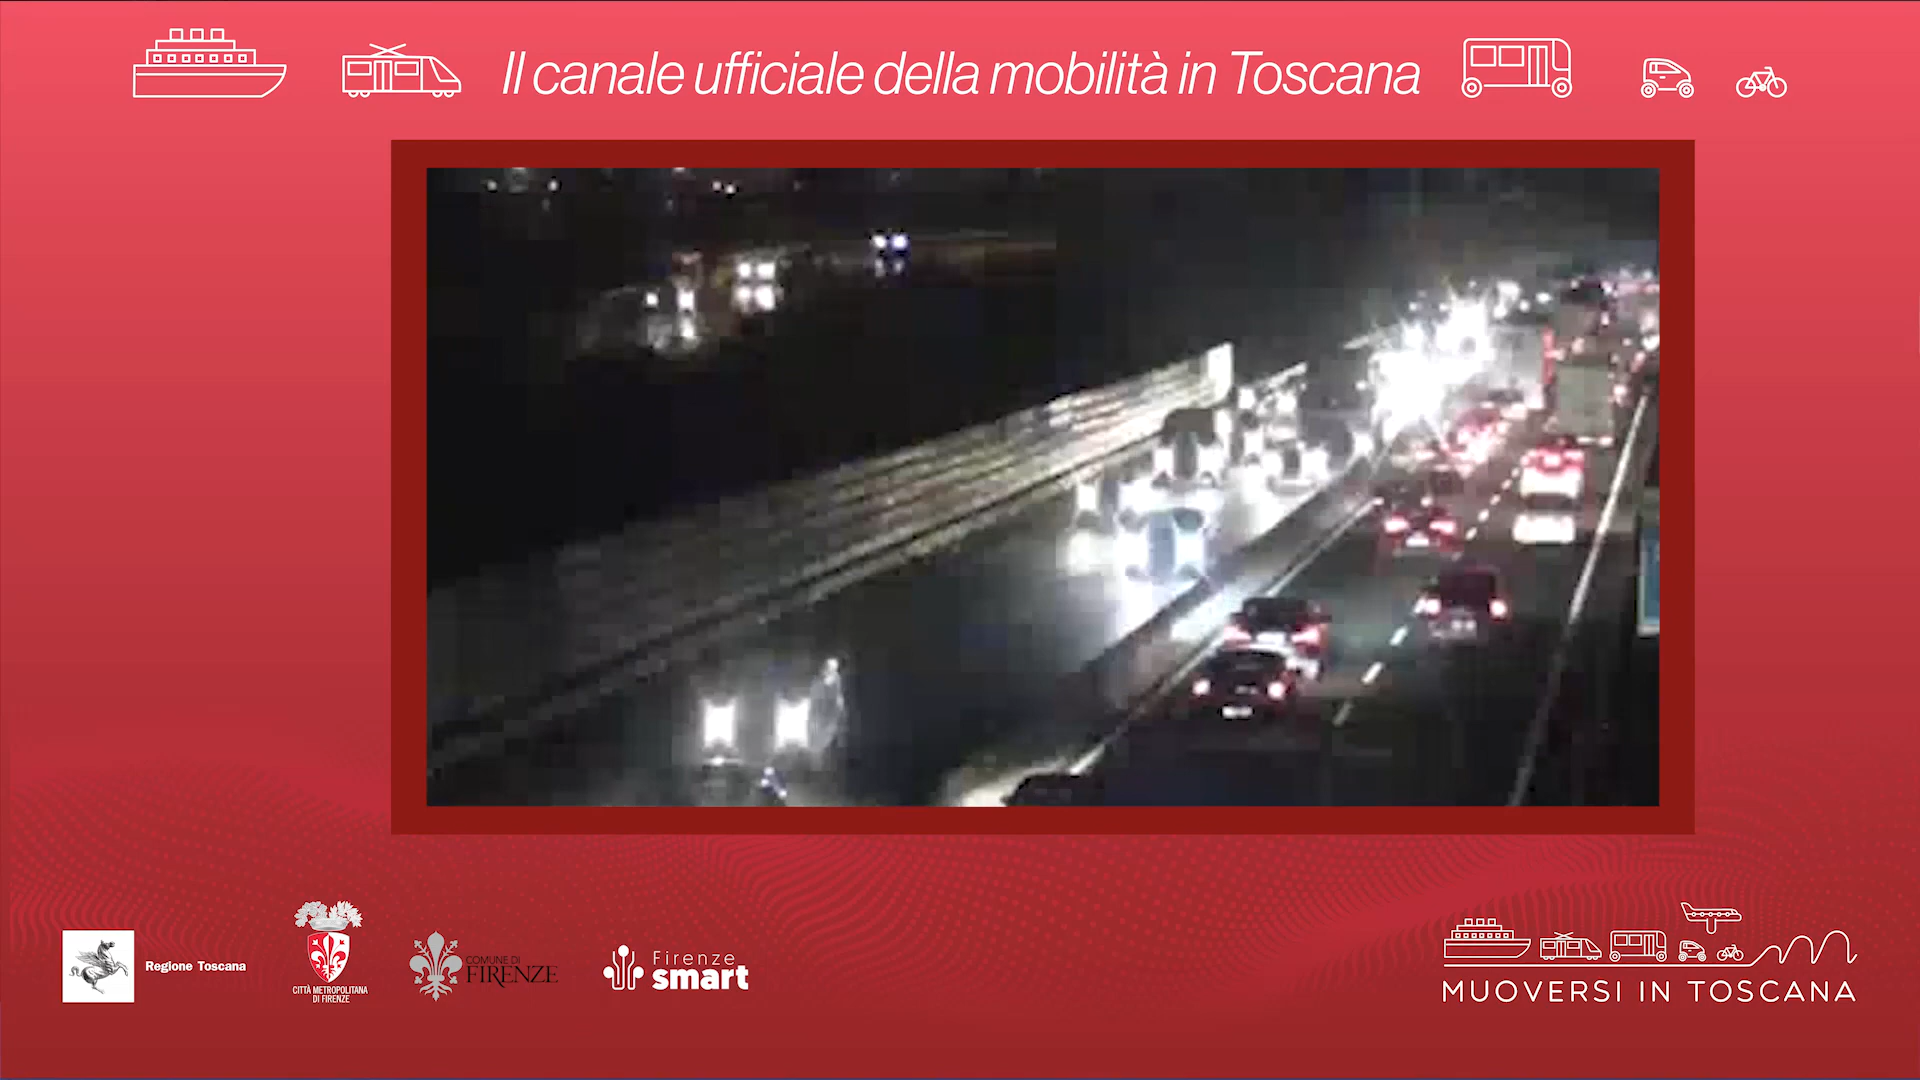 Il canale ufficiale della mobilità in Toscana
Regione Toscana
CITTÀ METROPOLITANA
DI FIRENZE
COMUNE DI
FIRENZE
Firenze
smart
MUOVERSI IN TOSCANA